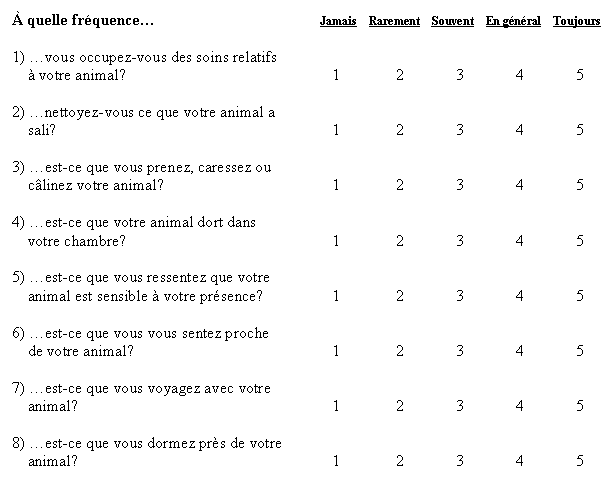 À quelle fréquence… Jamais Rarement Souvent En général Toujours
1) …vous occupez-vous des soins relatifs
à votre animal? 1 2 3 4 5
2) …nettoyez-vous ce que votre animal a
sali? 1 2 3 4 5
3) …est-ce que vous prenez, caressez ou
câlinez votre animal? 1 2 3 4 5
4) …est-ce que votre animal dort dans
votre chambre? 1 2 3 4 5
5) …est-ce que vous ressentez que votre
animal est sensible à votre présence? 1 2 3 4 5
6) …est-ce que vous vous sentez proche
de votre animal? 1 2 3 4 5
7) …est-ce que vous voyagez avec votre
animal? 1 2 3 4 5
8) …est-ce que vous dormez près de votre
animal? 1 2 3 4 5